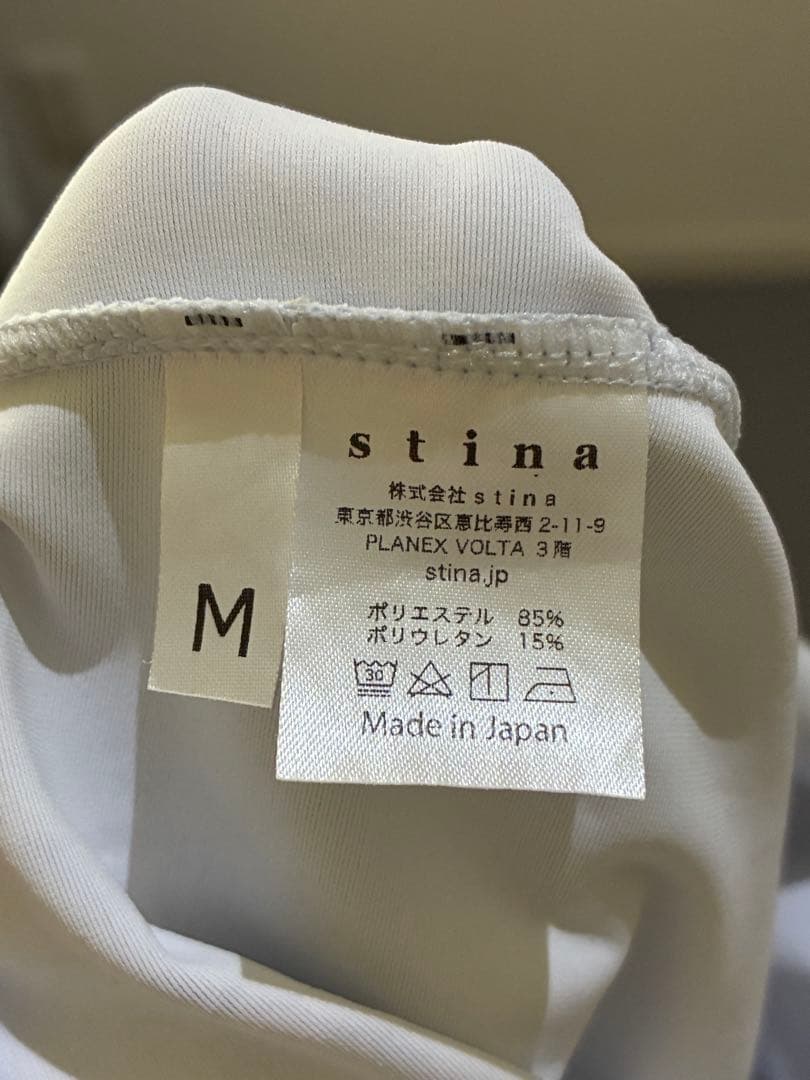 stina
株式会社stina
東京都渋谷区恵比寿西2-11-9
PLANEX VOLTA 3階
stina.jp
ポリエステル 85%
ポリウレタン 15%
30
Made in Japan
M